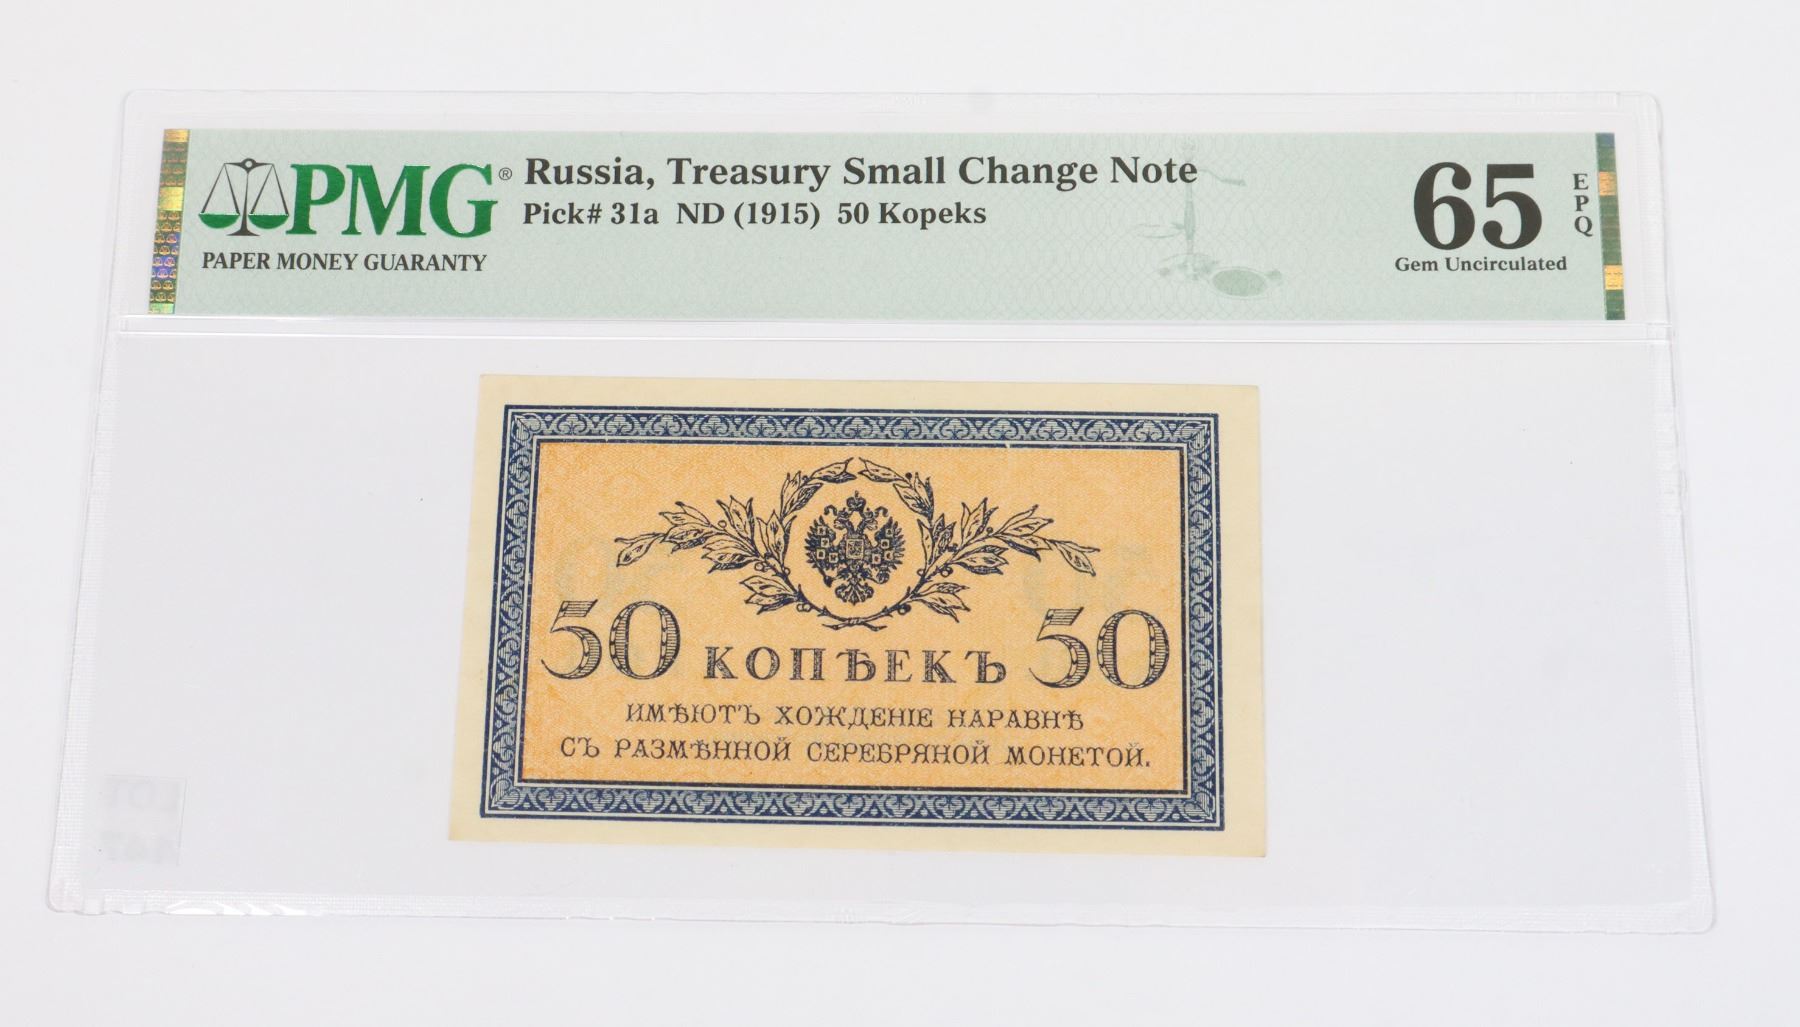 PMG®
PAPER MONEY GUARANTY
Russia, Treasury Small Change Note
Pick# 31a ND (1915) 50 Kopeks
65
EPQ
Gem Uncirculated
50 КОПѢЕКЪ 50
ИМѢЮТЪ ХОЖДЕНІЕ НАРАВНѢ
СЪ РАЗМѢННОЙ СЕРЕБРЯНОЙ МОНЕТОЙ.